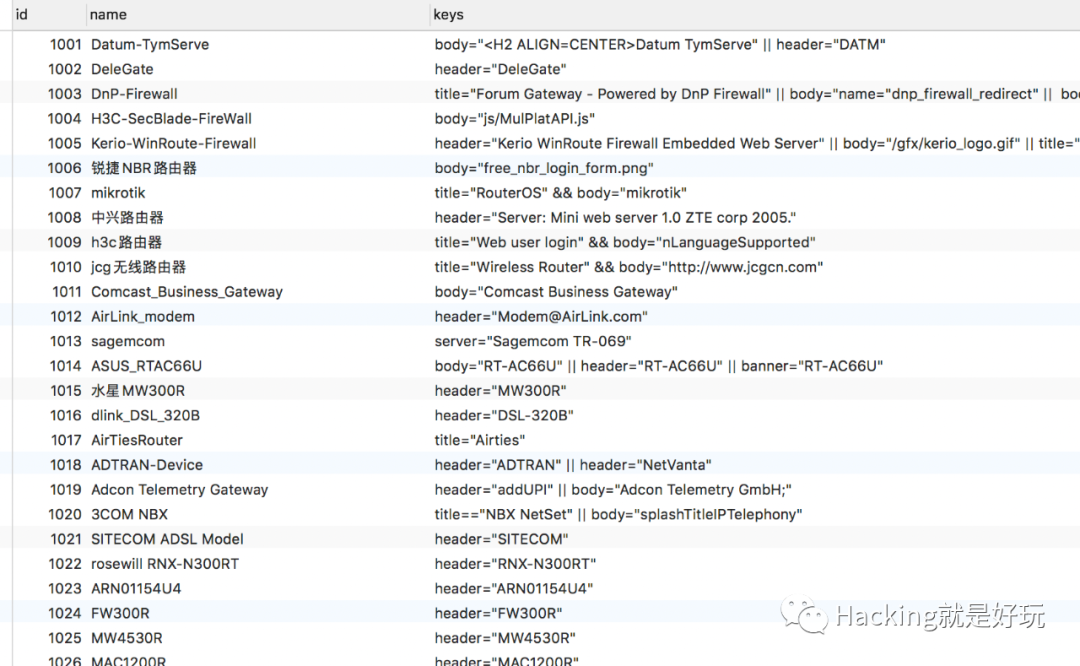 id name keys
1001 Datum-TymServe body="<H2 ALIGN=CENTER>Datum TymServe" || header="DATM"
1002 DeleGate header="DeleGate"
1003 DnP-Firewall title="Forum Gateway - Powered by DnP Firewall" || body="name="dnp_firewall_redirect" ||
1004 H3C-SecBlade-FireWall body="js/MulPlatAPI.js"
1005 Kerio-WinRoute-Firewall header="Kerio WinRoute Firewall Embedded Web Server" || body="/gfx/kerio_logo.gif" || title="
1006 锐捷NBR路由器 body="free_nbr_login_form.png"
1007 mikrotik title="RouterOS" && body="mikrotik"
1008 中兴路由器 header="Server: Mini web server 1.0 ZTE corp 2005."
1009 h3c路由器 title="Web user login" && body="nLanguageSupported"
1010 jcg无线路由器 title="Wireless Router" && body="http://www.jcgcn.com"
1011 Comcast_Business_Gateway body="Comcast Business Gateway"
1012 AirLink_modem header="Modem@AirLink.com"
1013 sagemcom server="Sagemcom TR-069"
1014 ASUS_RTAC66U body="RT-AC66U" || header="RT-AC66U" || banner="RT-AC66U"
1015 水星MW300R header="MW300R"
1016 dlink_DSL_320B header="DSL-320B"
1017 AirTiesRouter title="Airties"
1018 ADTRAN-Device header="ADTRAN" || header="NetVanta"
1019 Adcon Telemetry Gateway header="addUPI" || body="Adcon Telemetry GmbH;"
1020 3COM NBX title=="NBX NetSet" || body="splashTitleIPTelephony"
1021 SITECOM ADSL Model header="SITECOM"
1022 rosewill RNX-N300RT header="RNX-N300RT"
1023 ARN01154U4 header="ARN01154U4"
1024 FW300R header="FW300R"
1025 MW4530R header="MW4530R"
1026 MAC1200R header="MAC1200R"
Hacking就是好玩